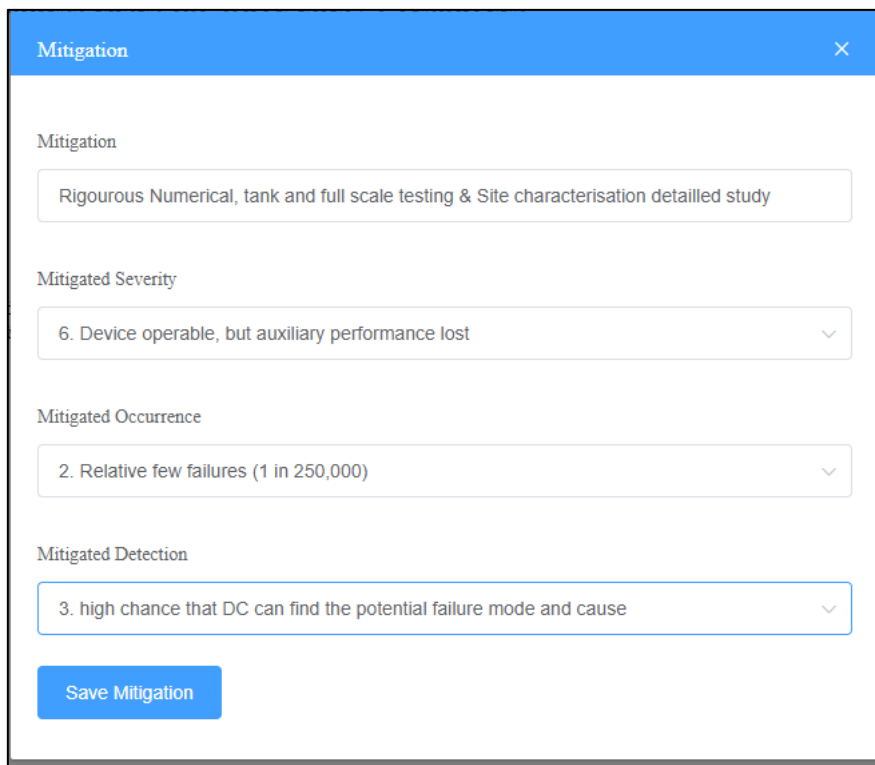 Mitigation
Mitigation
Rigourous Numerical, tank and full scale testing & Site characterisation detailled study
Mitigated Severity
6. Device operable, but auxiliary performance lost
Mitigated Occurrence
2. Relative few failures (1 in 250,000)
Mitigated Detection
3. high chance that DC can find the potential failure mode and cause
Save Mitigation